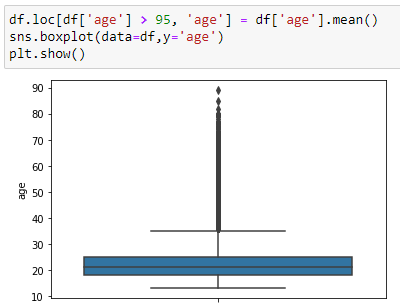 df.loc[df['age'] > 95, 'age'] = df['age'].mean()
sns.boxplot(data=df,y='age')
plt.show()
90
80
70
60
50
40
30
20
10
age